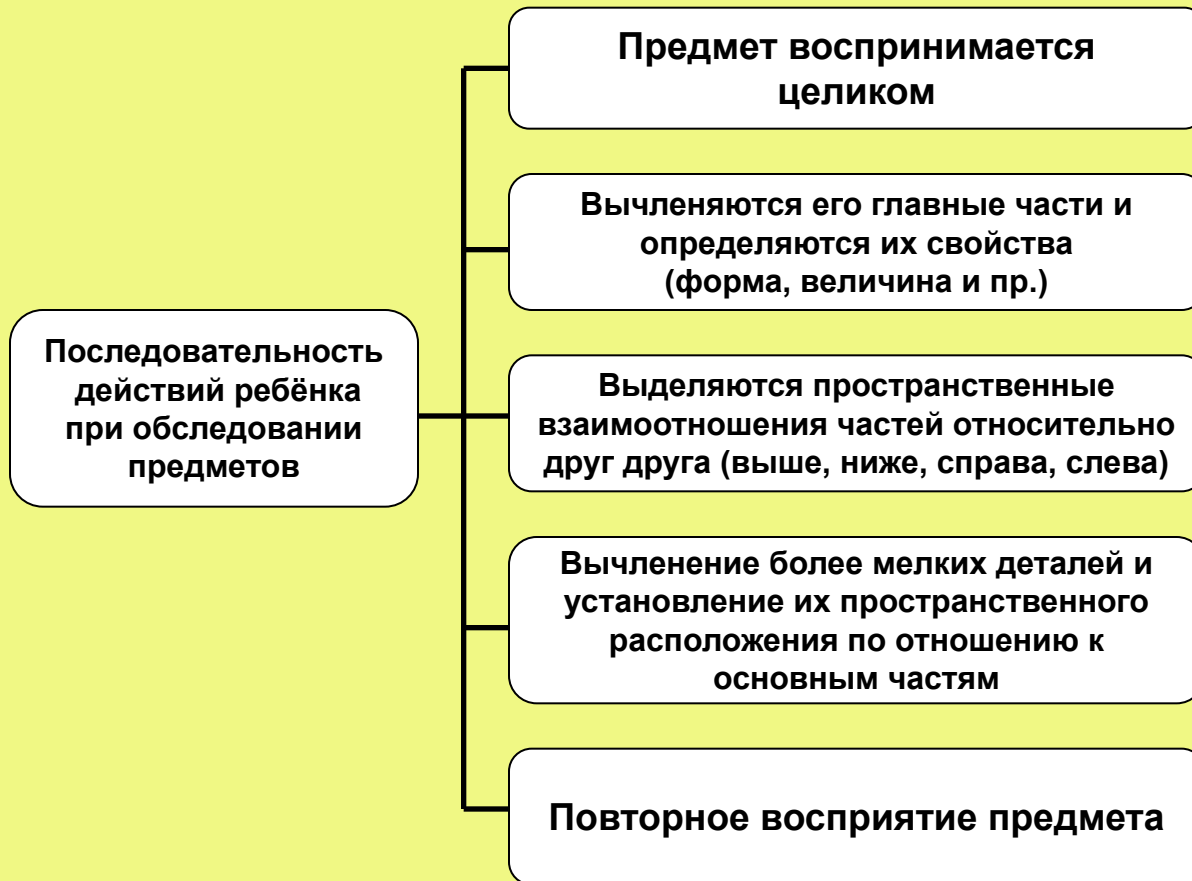 Предмет воспринимается
целиком
Вычленяются его главные части и
определяются их свойства
(форма, величина и пр.)
Последовательность
действий ребёнка
при обследовании
предметов
Выделяются пространственные
взаимоотношения частей относительно
друг друга (выше, ниже, справа, слева)
Вычленение более мелких деталей и
установление их пространственного
расположения по отношению к
основным частям
Повторное восприятие предмета